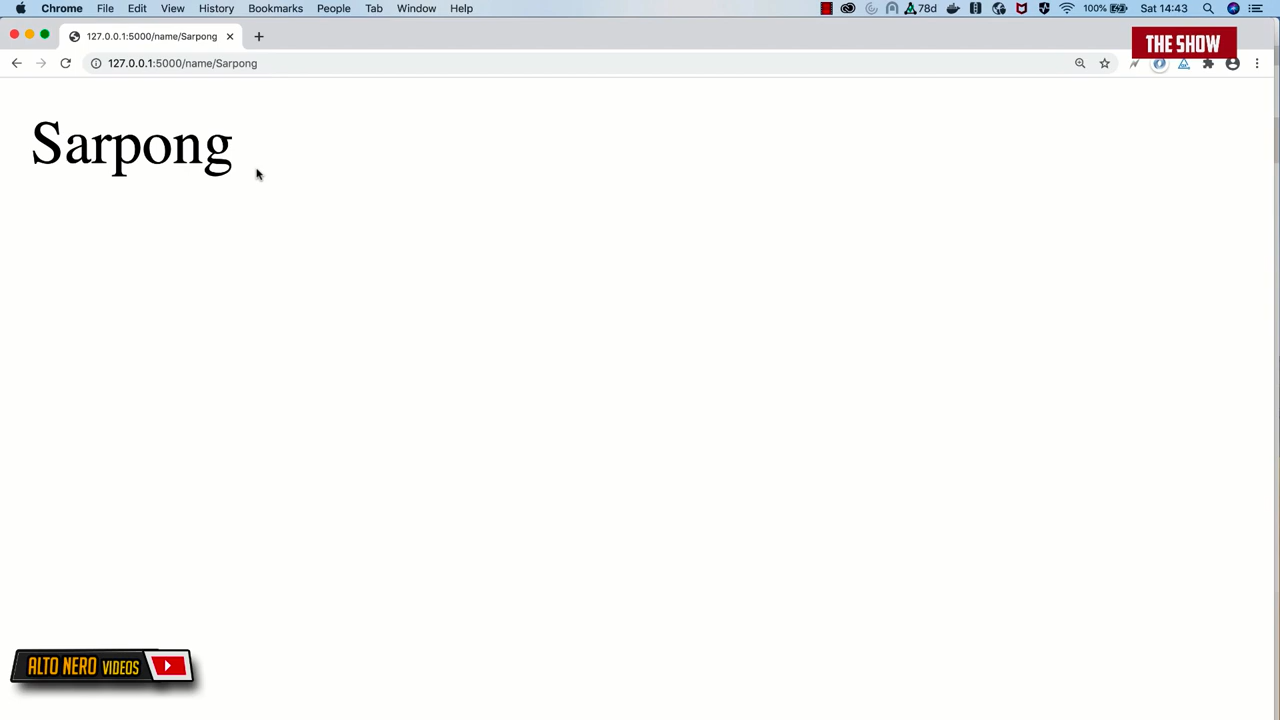 Chrome File Edit View History Bookmarks People Tab Window Help 78d 100% Sat 14:43
127.0.0.1:5000/name/Sarpong
THE SHOW
127.0.0.1:5000/name/Sarpong
Sarpong
ALTO NERO VIDEOS